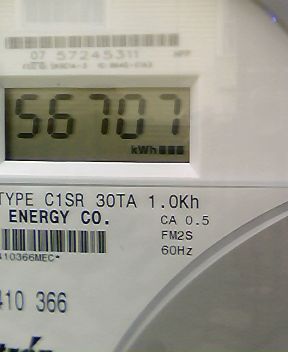 07 57245311
56707
kWh
TYPE C1SR 30TA 1.0Kh
ENERGY CO.
CA 0.5
FM2S
60Hz
410366MEC*
410 366